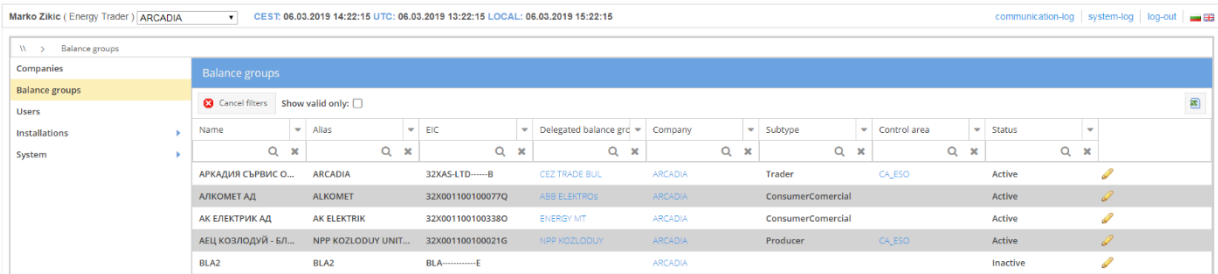 Marko Zikic ( Energy Trader ) ARCADIA CEST: 06.03.2019 14:22:15 UTC: 06.03.2019 13:22:15 LOCAL: 06.03.2019 15:22:15 communication-log system-log log-out
\\ > Balance groups
Companies
Balance groups
Users
Installations
System
Balance groups
Cancel filters Show valid only:
Name Alias EIC Delegated balance grc Company Subtype Control area Status
АРКАДИЯ СЪРВИС О... ARCADIA 32XAS-LTD------B CEZ TRADE BUL ARCADIA Trader CA_ESO Active
АЛКОМЕТ АД ALKOMET 32X001100100077Q ABB ELEKTROs ARCADIA ConsumerComercial Active
АК ЕЛЕКТРИК АД AK ELEKTRIK 32X001100100338O ENERGY MT ARCADIA ConsumerComercial Active
АЕЦ КОЗЛОДУЙ - БЛ... NPP KOZLODUY UNIT... 32X001100100021G NPP KOZLODUY ARCADIA Producer CA_ESO Active
BLA2 BLA2 BLA------------E ARCADIA Inactive